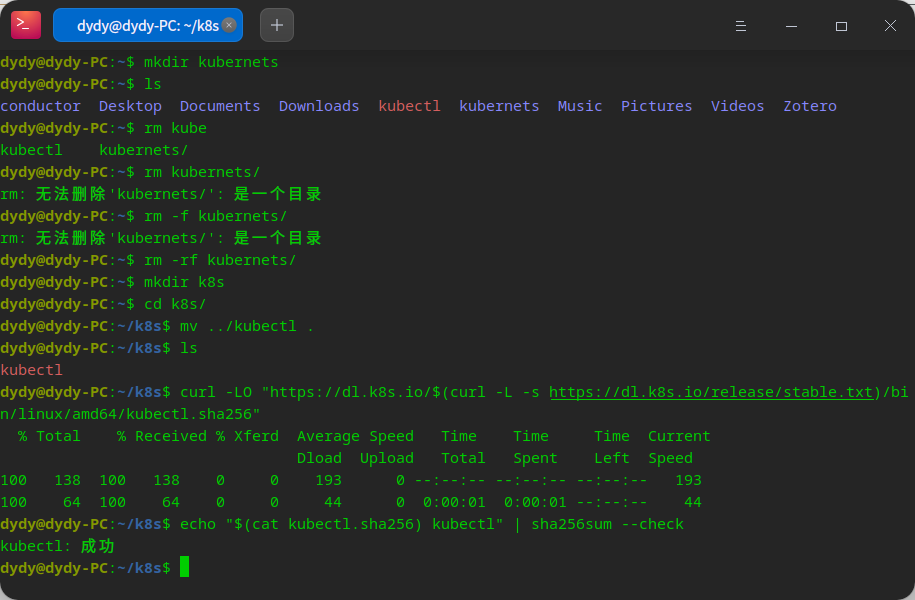 dydy@dydy-PC: ~/k8s
dydy@dydy-PC:~$ mkdir kubernets
dydy@dydy-PC:~$ ls
conductor  Desktop  Documents  Downloads  kubectl  kubernets  Music  Pictures  Videos  Zotero
dydy@dydy-PC:~$ rm kube
kubectl    kubernets/
dydy@dydy-PC:~$ rm kubernets/
rm: 无法删除'kubernets/': 是一个目录
dydy@dydy-PC:~$ rm -f kubernets/
rm: 无法删除'kubernets/': 是一个目录
dydy@dydy-PC:~$ rm -rf kubernets/
dydy@dydy-PC:~$ mkdir k8s
dydy@dydy-PC:~$ cd k8s/
dydy@dydy-PC:~/k8s$ mv ../kubectl .
dydy@dydy-PC:~/k8s$ ls
kubectl
dydy@dydy-PC:~/k8s$ curl -LO "https://dl.k8s.io/$(curl -L -s https://dl.k8s.io/release/stable.txt)/bi
n/linux/amd64/kubectl.sha256"
  % Total    % Received % Xferd  Average Speed   Time    Time     Time  Current
                                 Dload  Upload   Total   Spent    Left  Speed
100   138  100   138    0     0    193      0 --:--:-- --:--:-- --:--:--   193
100    64  100    64    0     0     44      0  0:00:01  0:00:01 --:--:--    44
dydy@dydy-PC:~/k8s$ echo "$(cat kubectl.sha256) kubectl" | sha256sum --check
kubectl: 成功
dydy@dydy-PC:~/k8s$